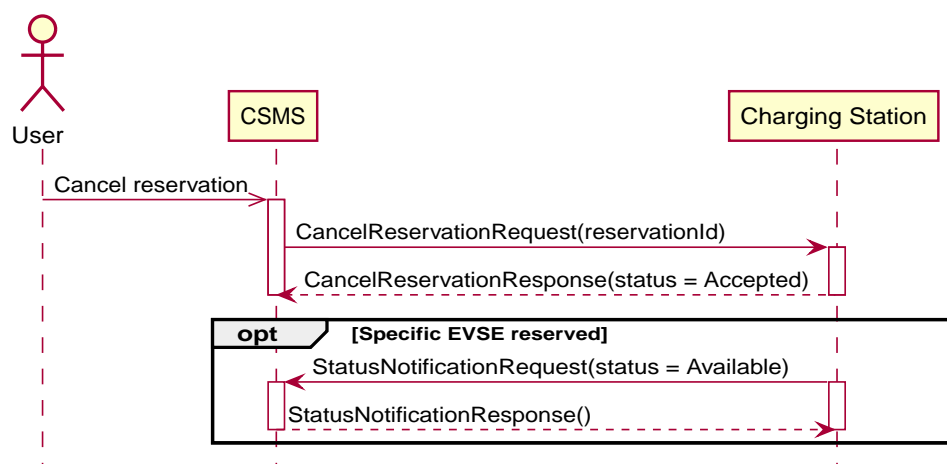 User
CSMS
Charging Station
Cancel reservation
CancelReservationRequest(reservationId)
CancelReservationResponse(status = Accepted)
opt
[Specific EVSE reserved]
StatusNotificationRequest(status = Available)
StatusNotificationResponse()